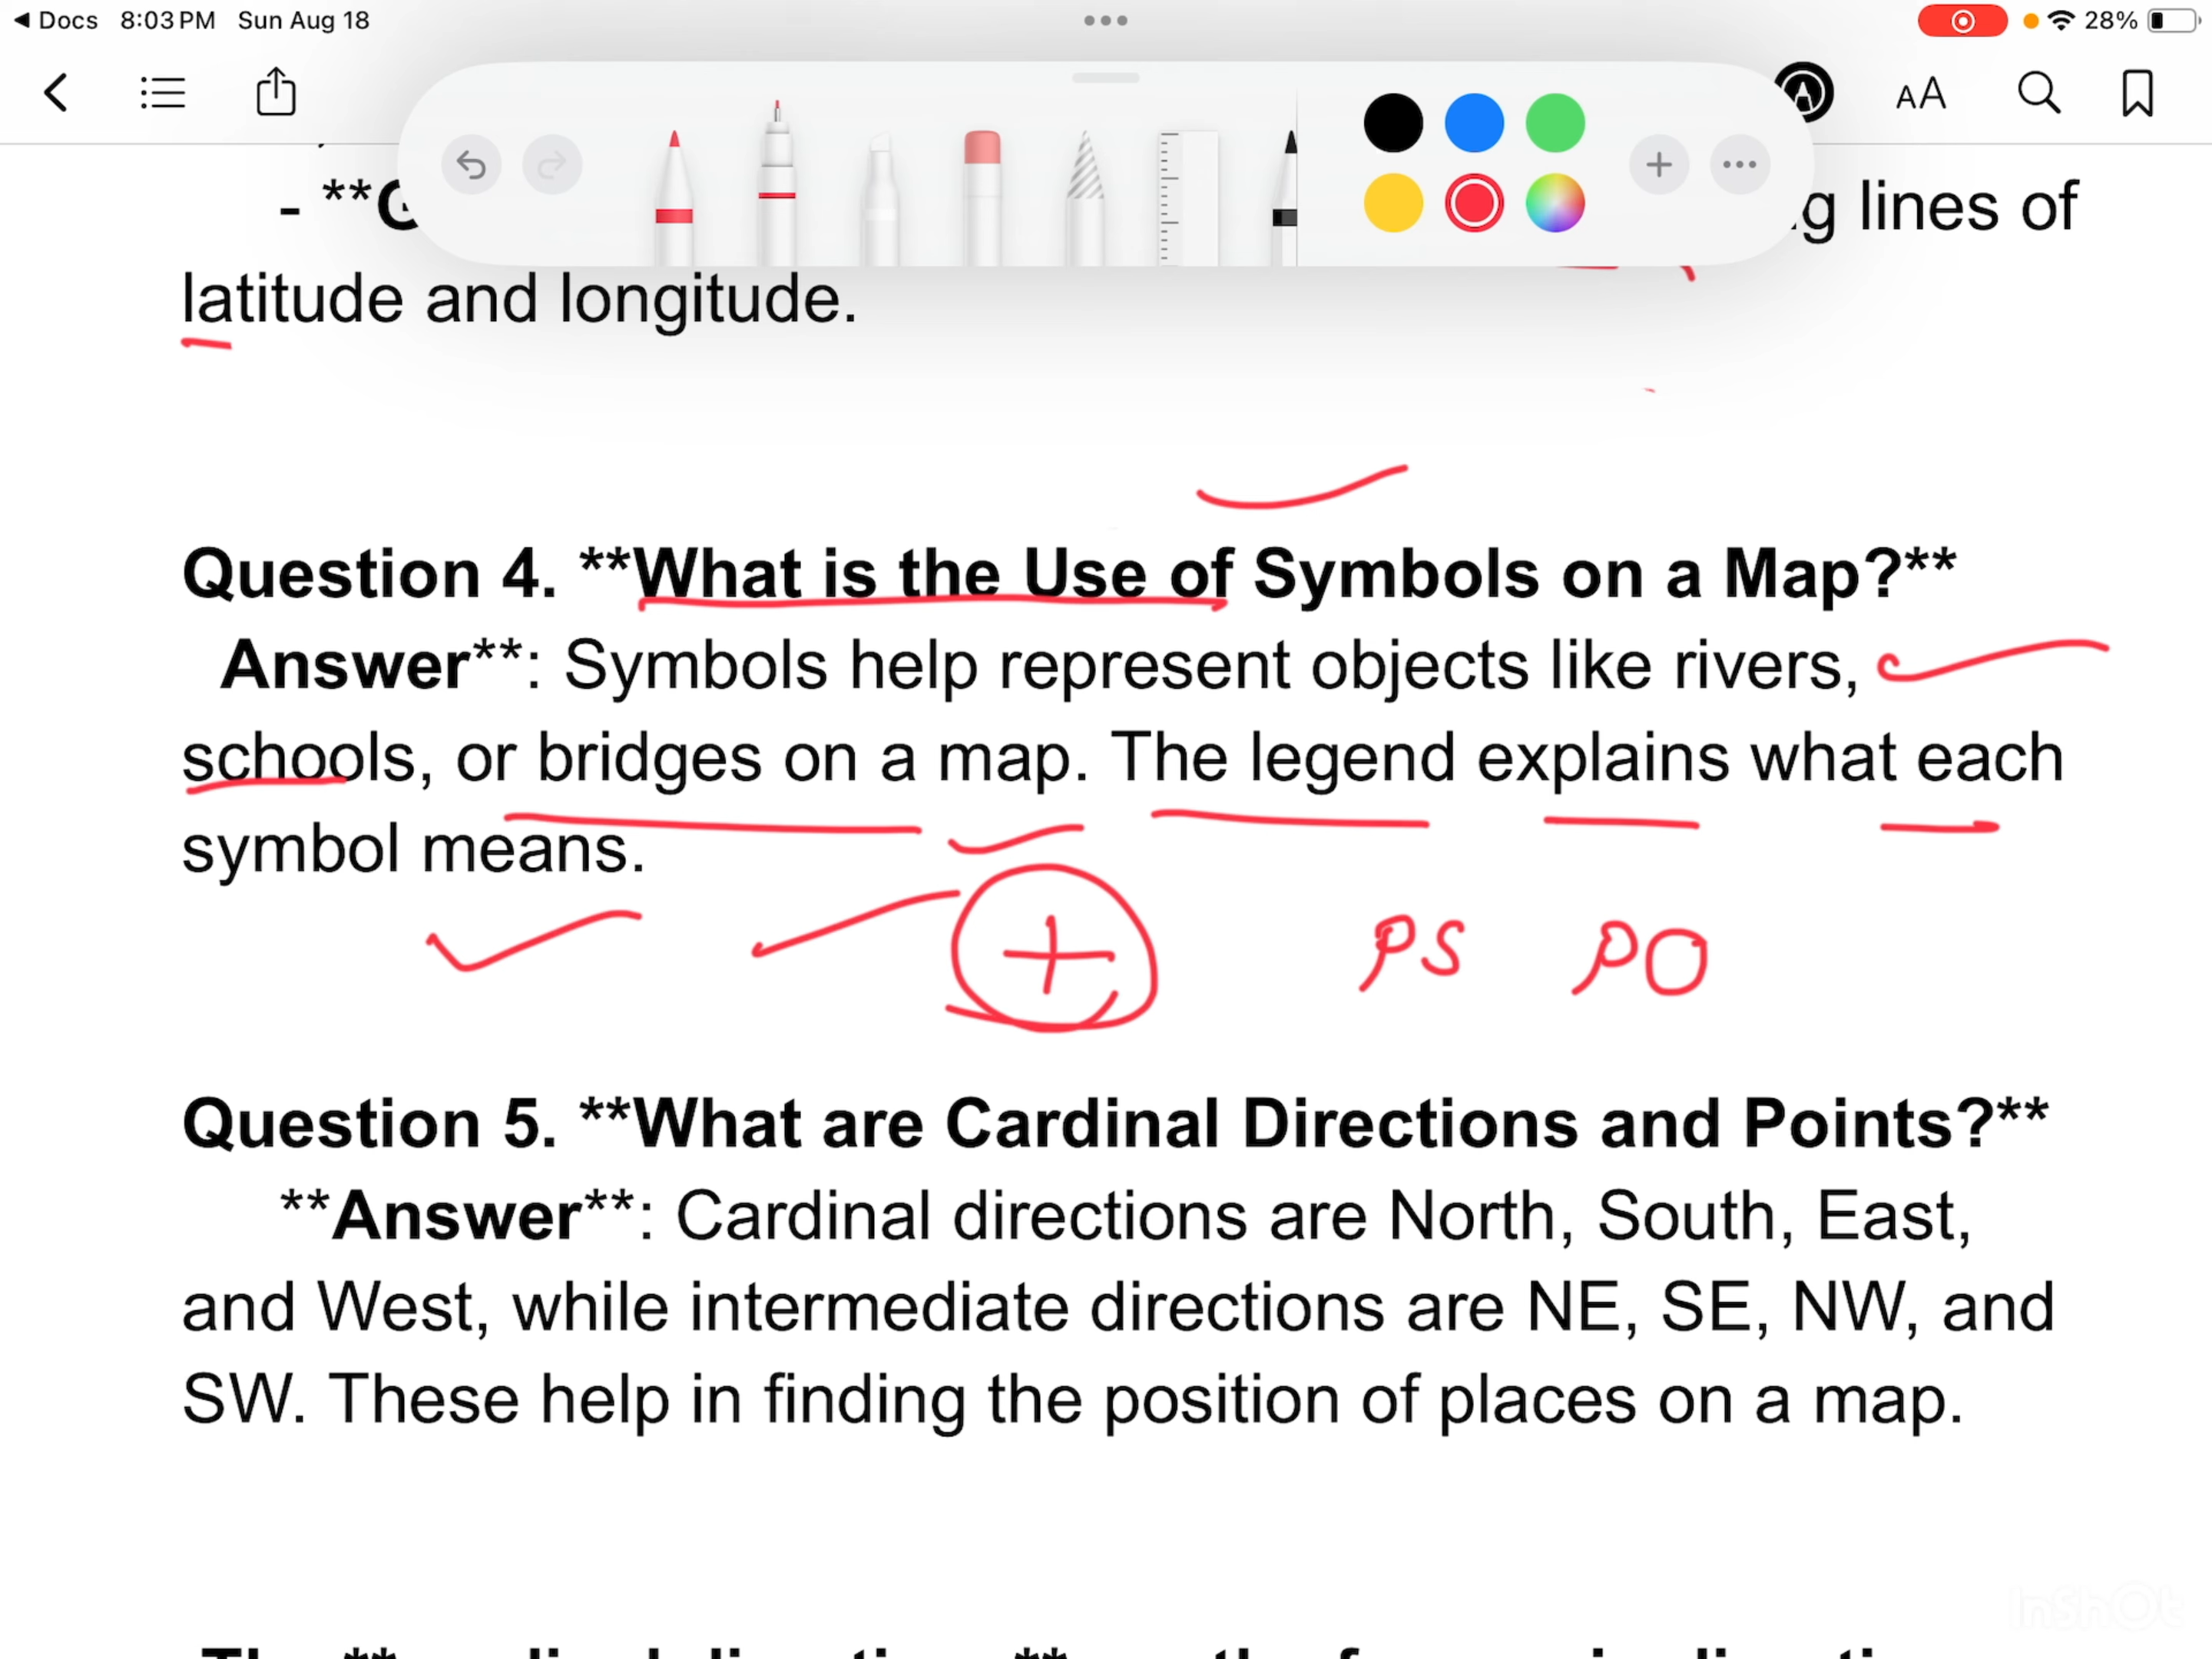 Docs 8:03 PM Sun Aug 18
28%
AA
- **G
g lines of
latitude and longitude.
Question 4. **What is the Use of Symbols on a Map?**
Answer**: Symbols help represent objects like rivers,
schools, or bridges on a map. The legend explains what each
symbol means.
PS PO
Question 5. **What are Cardinal Directions and Points?**
**Answer**: Cardinal directions are North, South, East,
and West, while intermediate directions are NE, SE, NW, and
SW. These help in finding the position of places on a map.
InShOt